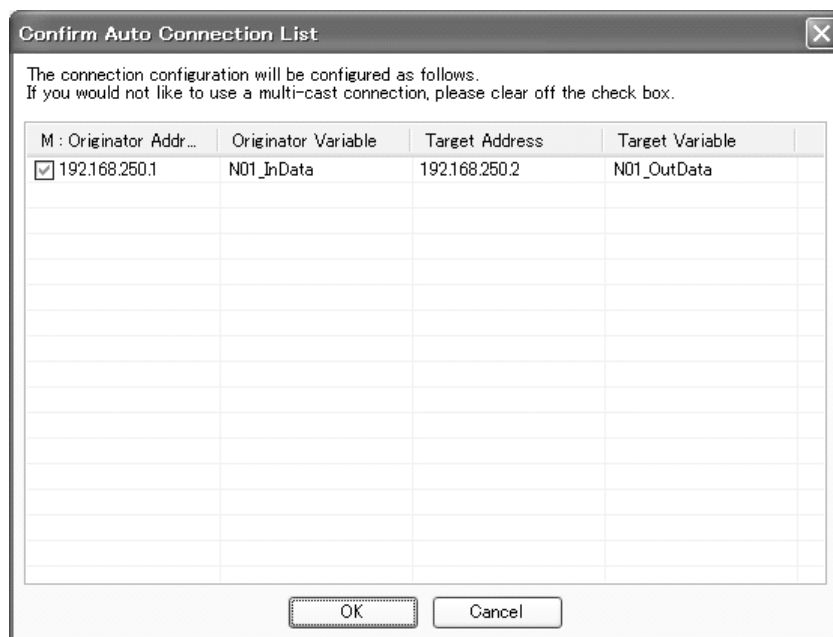 Confirm Auto Connection List
The connection configuration will be configured as follows.
If you would not like to use a multi-cast connection, please clear off the check box.
M : Originator Addr... Originator Variable Target Address Target Variable
192.168.250.1 N01_InData 192.168.250.2 N01_OutData
OK Cancel